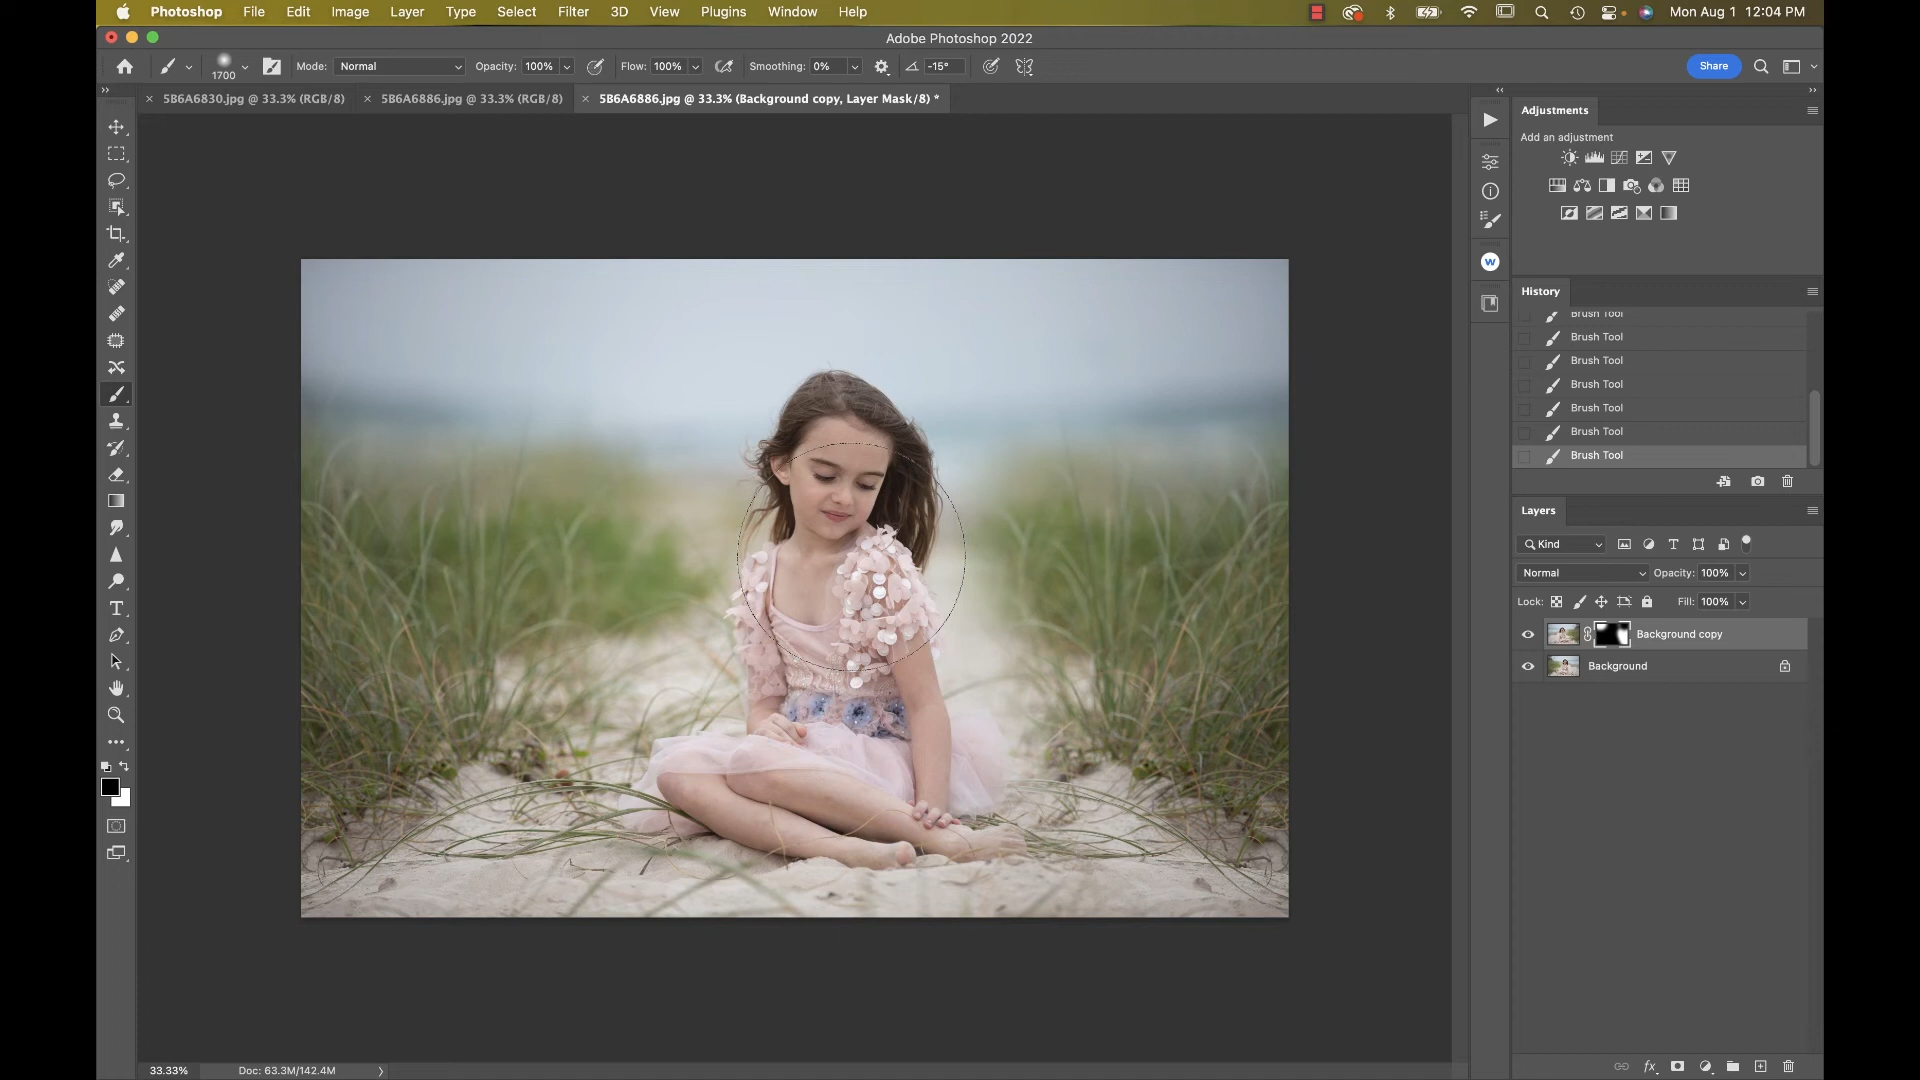 Photoshop File Edit Image Layer Type Select Filter 3D View Plugins Window Help Mon Aug 1 12:04 PM
Adobe Photoshop 2022
1700 Mode: Normal Opacity: 100% Flow: 100% Smoothing: 0% -15° Share
5B6A6830.jpg @ 33.3% (RGB/8) 5B6A6886.jpg @ 33.3% (RGB/8) 5B6A6886.jpg @ 33.3% (Background copy, Layer Mask/8) *
Adjustments
Add an adjustment
W
History
Brush Tool
Brush Tool
Brush Tool
Brush Tool
Brush Tool
Brush Tool
Brush Tool
Layers
Kind
Normal Opacity: 100%
Lock: Fill: 100%
Background copy
Background
fx
33.33% Doc: 63.3M/142.4M